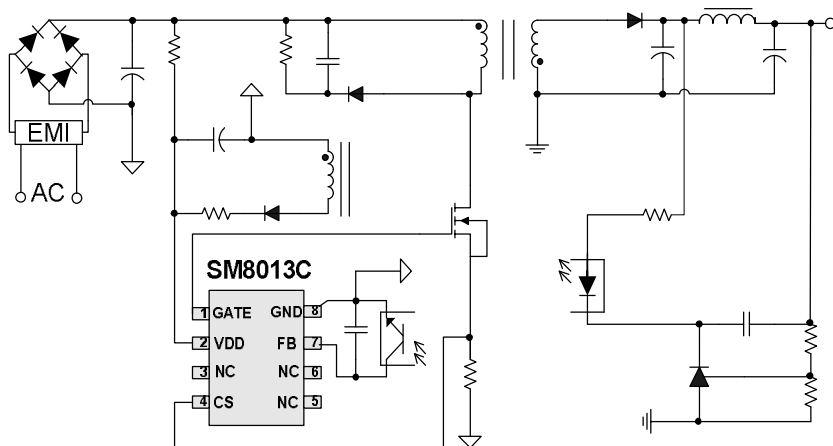 EMI
AC
SM8013C
1 GATE GND 8
2 VDD FB 7
3 NC NC 6
4 CS NC 5